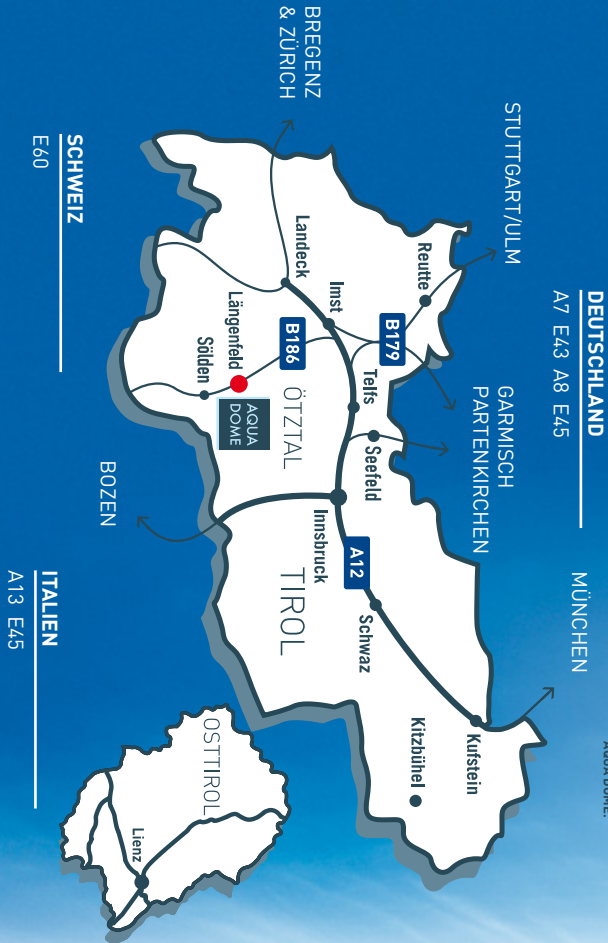 AQUA DOME.
DEUTSCHLAND
A7 E43 A8 E45
STUTTGART/ULM
GARMISCH
PARTENKIRCHEN
MÜNCHEN
BREGENZ
& ZÜRICH
Reutte
B179
Landeck
Imst
Telfs
Seefeld
Innsbruck
A12
Schwaz
Kufstein
Kitzbühel
B186
Längenfeld
Sölden
AQUA
DOME
ÖTZTAL
TIROL
OSTTIROL
Lienz
BOZEN
SCHWEIZ
E60
ITALIEN
A13 E45